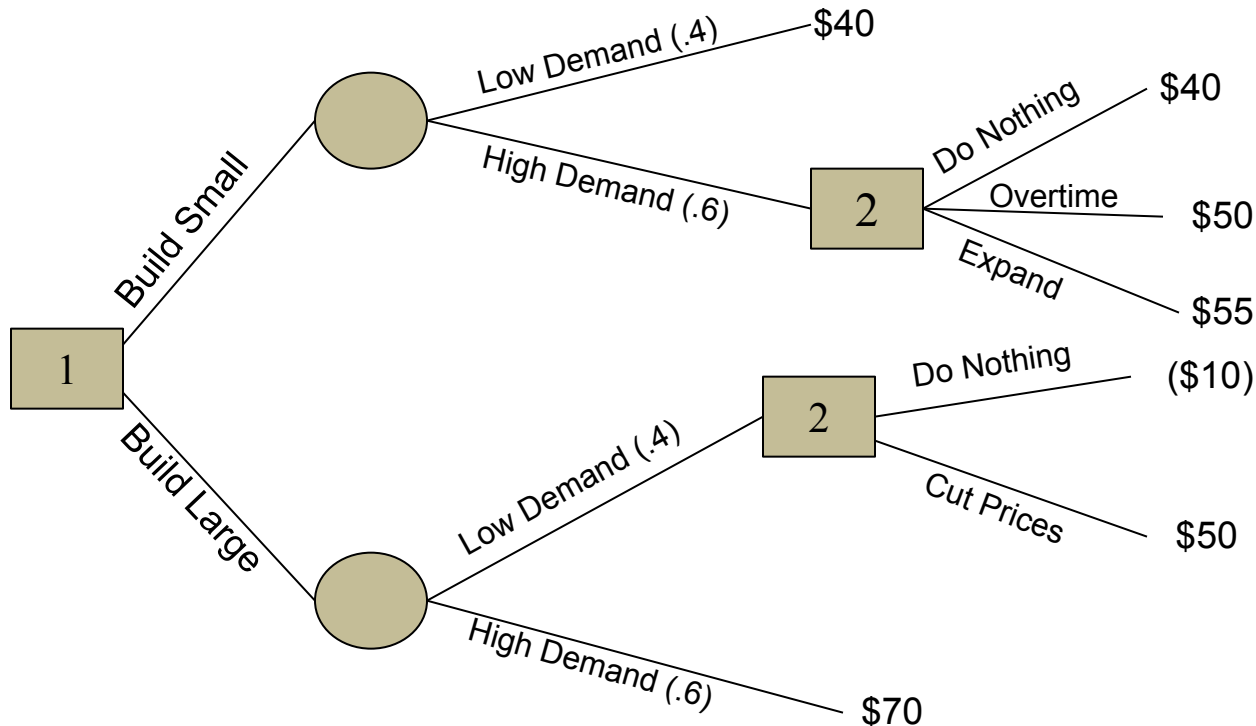 Low Demand (.4)
$40
High Demand (.6)
2
Do Nothing
$40
Overtime
$50
Expand
$55
Build Small
1
Build Large
Low Demand (.4)
2
Do Nothing
($10)
Cut Prices
$50
High Demand (.6)
$70